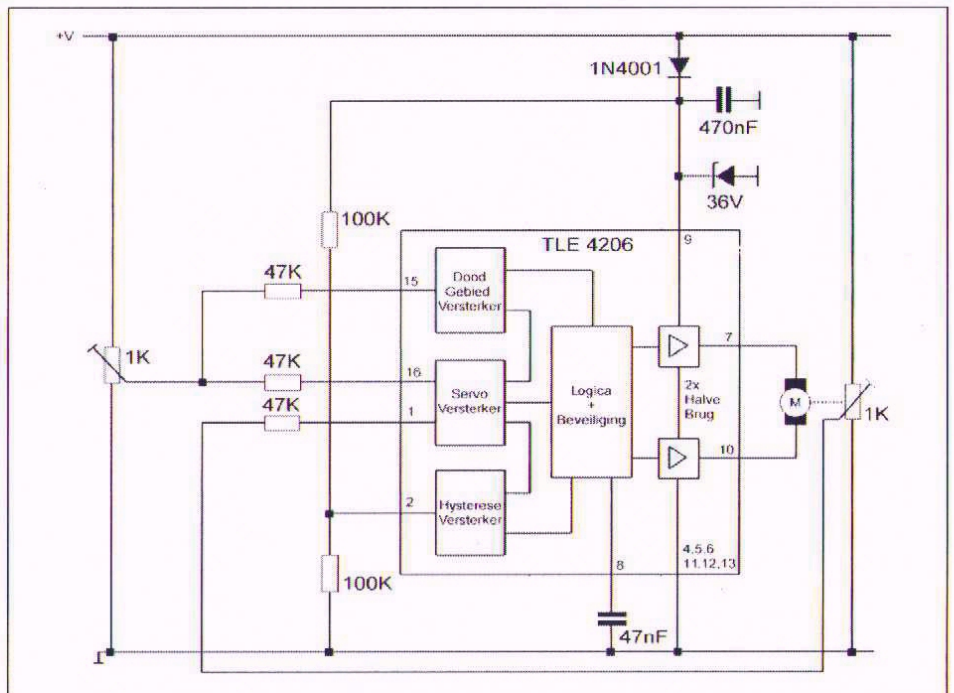 +V
1N4001
470nF
36V
100K
TLE 4206
9
47K
15
Dood
Gebied
Versterker
1K
47K
16
47K
1
Servo
Versterker
Logica
+
Beveiliging
7
2x
Halve
Brug
M
1K
10
2
Hysterese
Versterker
100K
8
4,5,6
11,12,13
47nF